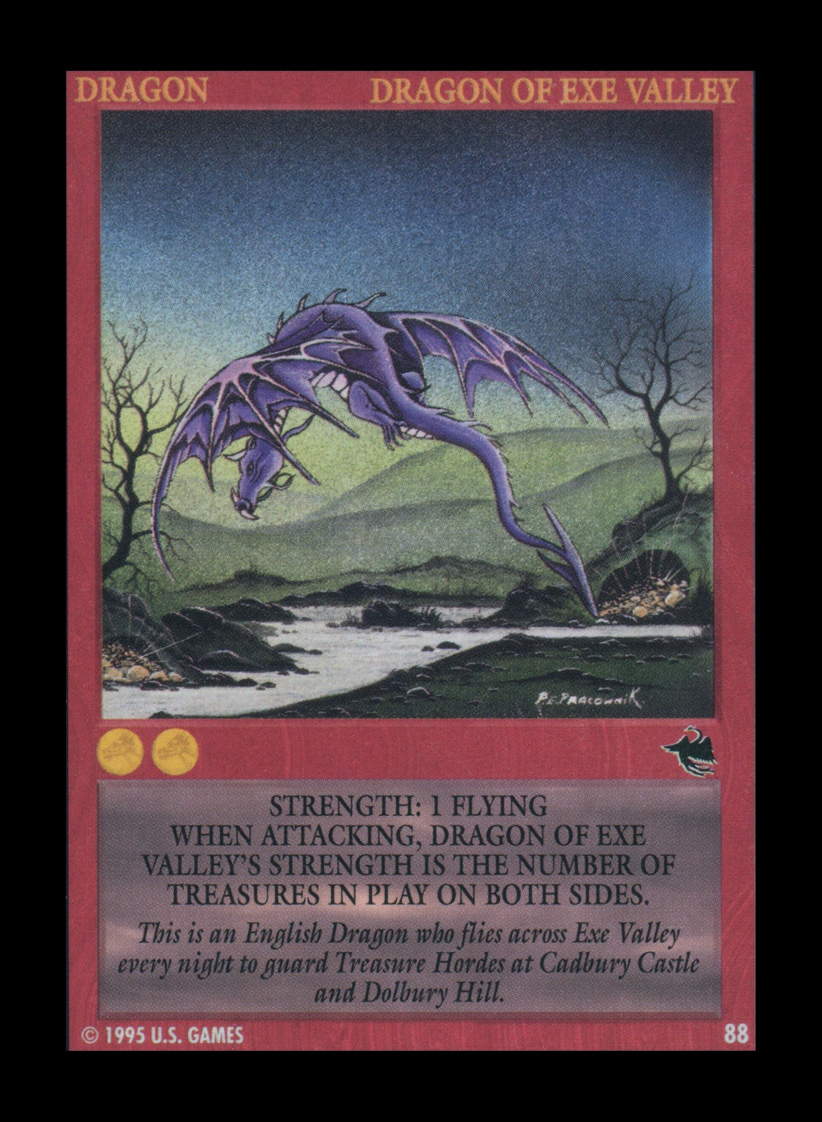 DRAGON
DRAGON OF EXE VALLEY
P.E. PRACOWNIK
STRENGTH: 1 FLYING
WHEN ATTACKING, DRAGON OF EXE
VALLEY'S STRENGTH IS THE NUMBER OF
TREASURES IN PLAY ON BOTH SIDES.
This is an English Dragon who flies across Exe Valley
every night to guard Treasure Hordes at Cadbury Castle
and Dolbury Hill.
© 1995 U.S. GAMES
88